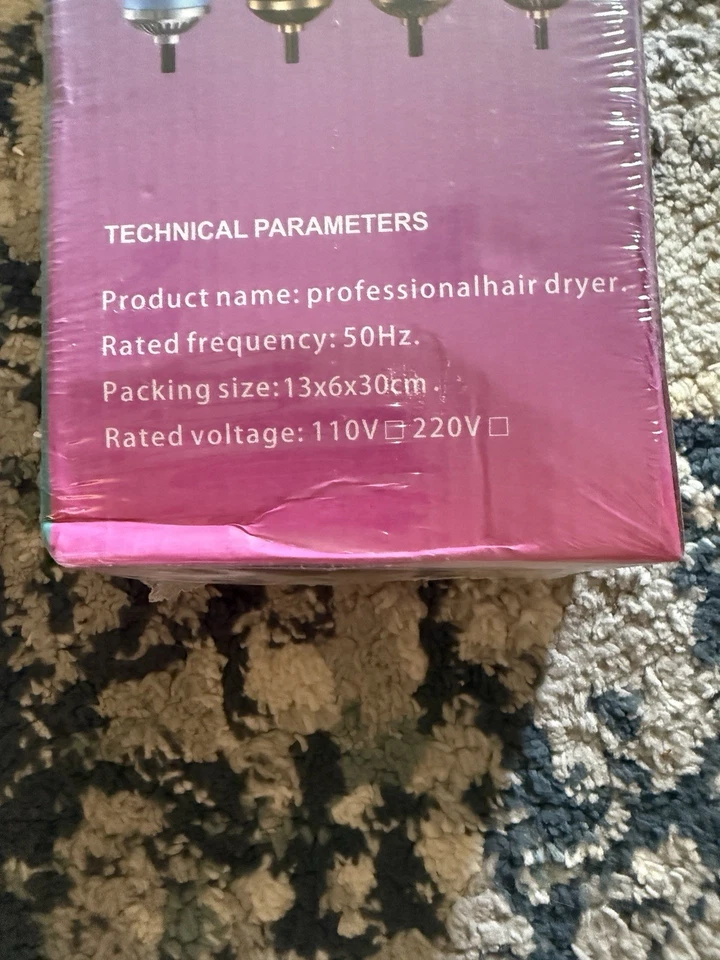 TECHNICAL PARAMETERS
Product name: professionalhair dryer.
Rated frequency: 50Hz.
Packing size:13x6x30cm.
Rated voltage: 110V□ 220V□